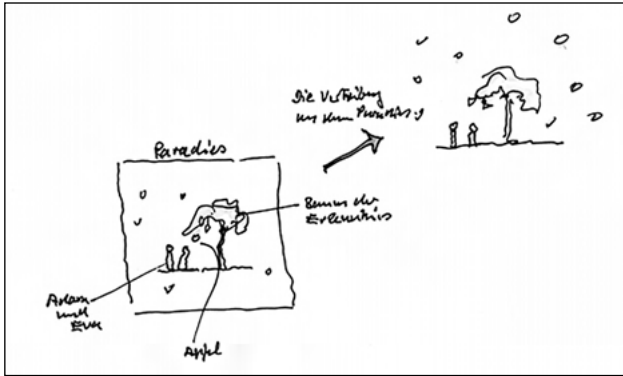 Die Vertreibung
aus dem Paradies
Paradies
Baum der
Erkenntnis
Adam
und
Eva
Apfel